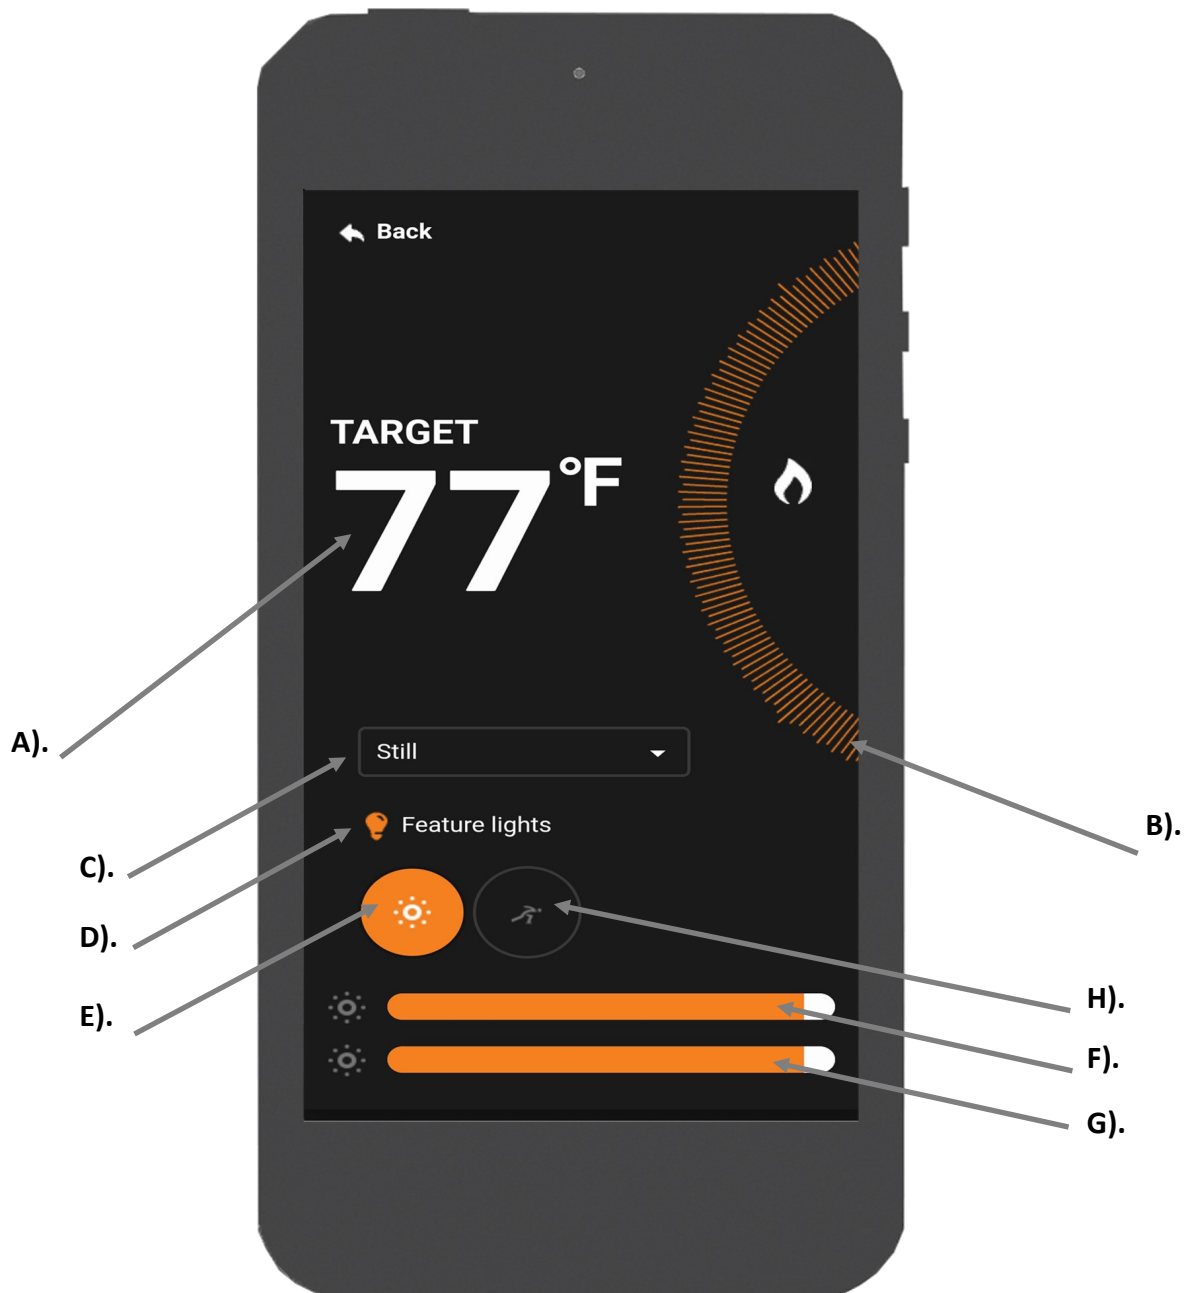 Back
TARGET
77°F
A).
Still
B).
C).
Feature lights
D).
E).
H).
F).
G).